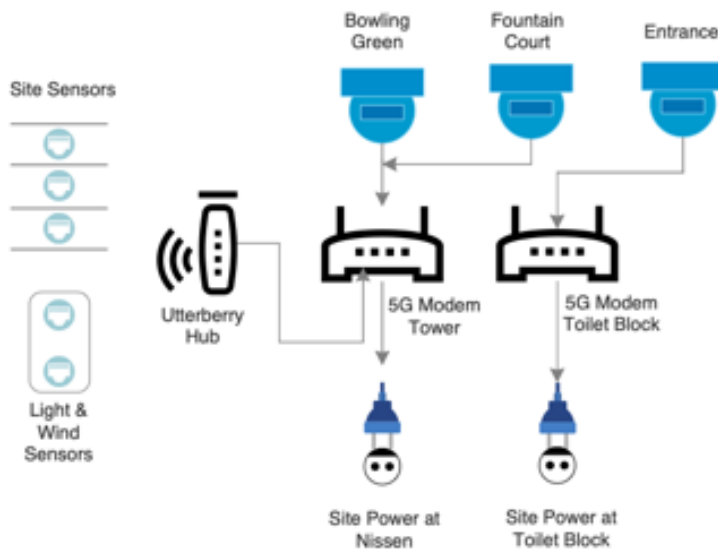 Bowling
Green
Fountain
Court
Entrance
Site Sensors
Utterberry
Hub
5G Modem
Tower
5G Modem
Toilet Block
Light &
Wind
Sensors
Site Power at
Nissen
Site Power at
Toilet Block